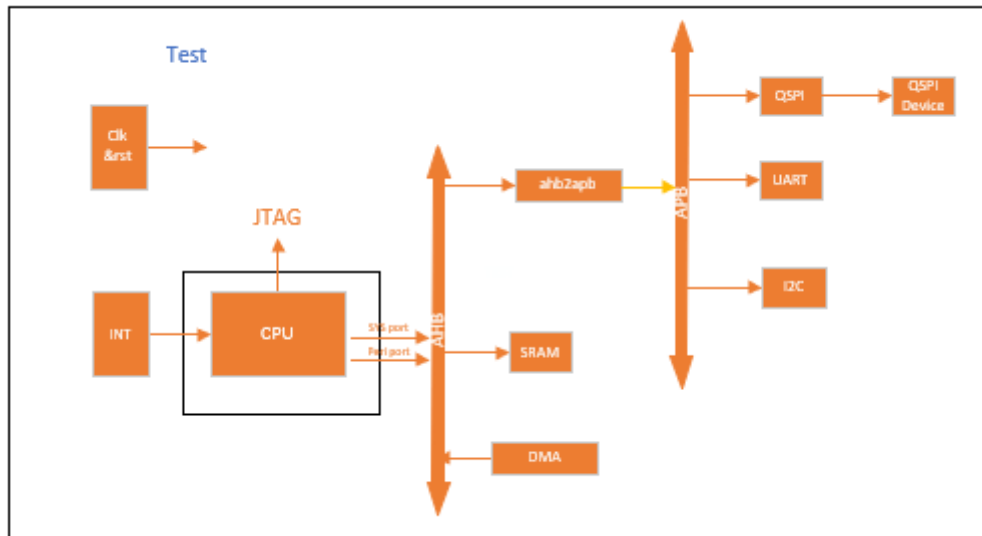 Test
Clk
&rst
JTAG
INT
CPU
SYS port
Peri port
AHB
ahb2apb
SRAM
DMA
APB
QSPI
QSPI
Device
UART
I2C